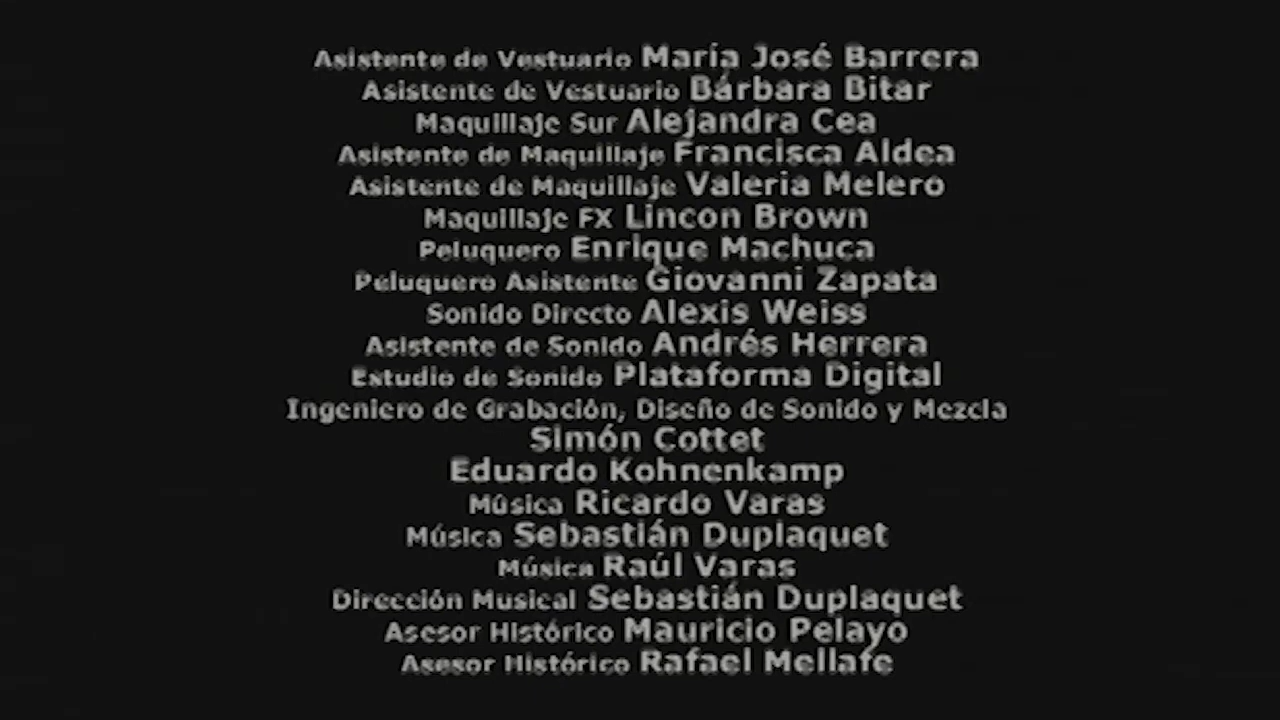 Asistente de Vestuario María José Barrera
Asistente de Vestuario Bárbara Bitar
Maquillaje Sur Alejandra Cea
Asistente de Maquillaje Francisca Aldea
Asistente de Maquillaje Valeria Melero
Maquillaje FX Lincon Brown
Peluquero Enrique Machuca
Peluquero Asistente Giovanni Zapata
Sonido Directo Alexis Weiss
Asistente de Sonido Andrés Herrera
Estudio de Sonido Plataforma Digital
Ingeniero de Grabación, Diseño de Sonido y Mezcla
Simón Cottet
Eduardo Kohnenkamp
Música Ricardo Varas
Música Sebastián Duplaquet
Música Raúl Varas
Dirección Musical Sebastián Duplaquet
Asesor Histórico Mauricio Pelayo
Asesor Histórico Rafael Mellafe